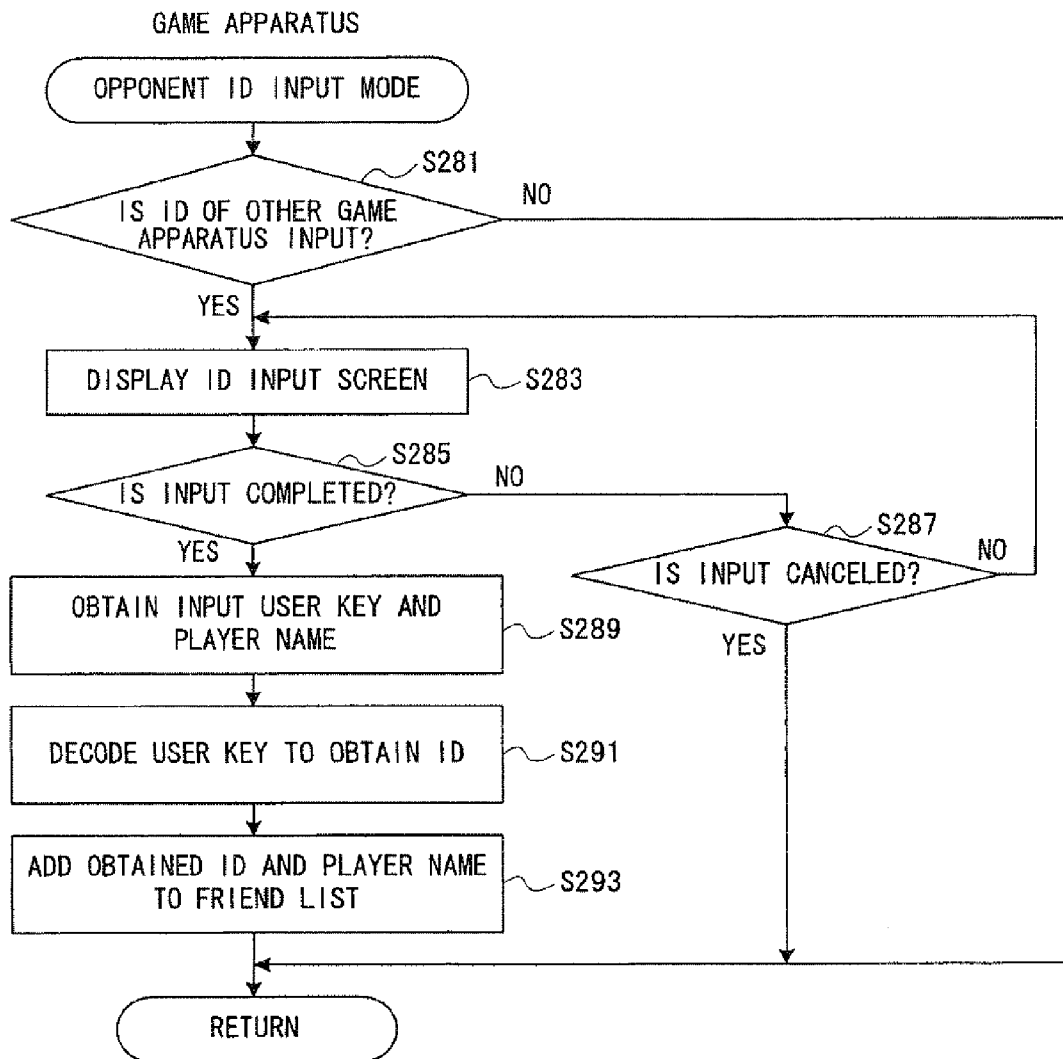 GAME APPARATUS
OPPONENT ID INPUT MODE
S281
IS ID OF OTHER GAME
APPARATUS INPUT?
NO
YES
DISPLAY ID INPUT SCREEN
S283
S285
IS INPUT COMPLETED?
NO
YES
S287
IS INPUT CANCELED?
NO
YES
OBTAIN INPUT USER KEY AND
PLAYER NAME
S289
DECODE USER KEY TO OBTAIN ID
S291
ADD OBTAINED ID AND PLAYER NAME
TO FRIEND LIST
S293
RETURN